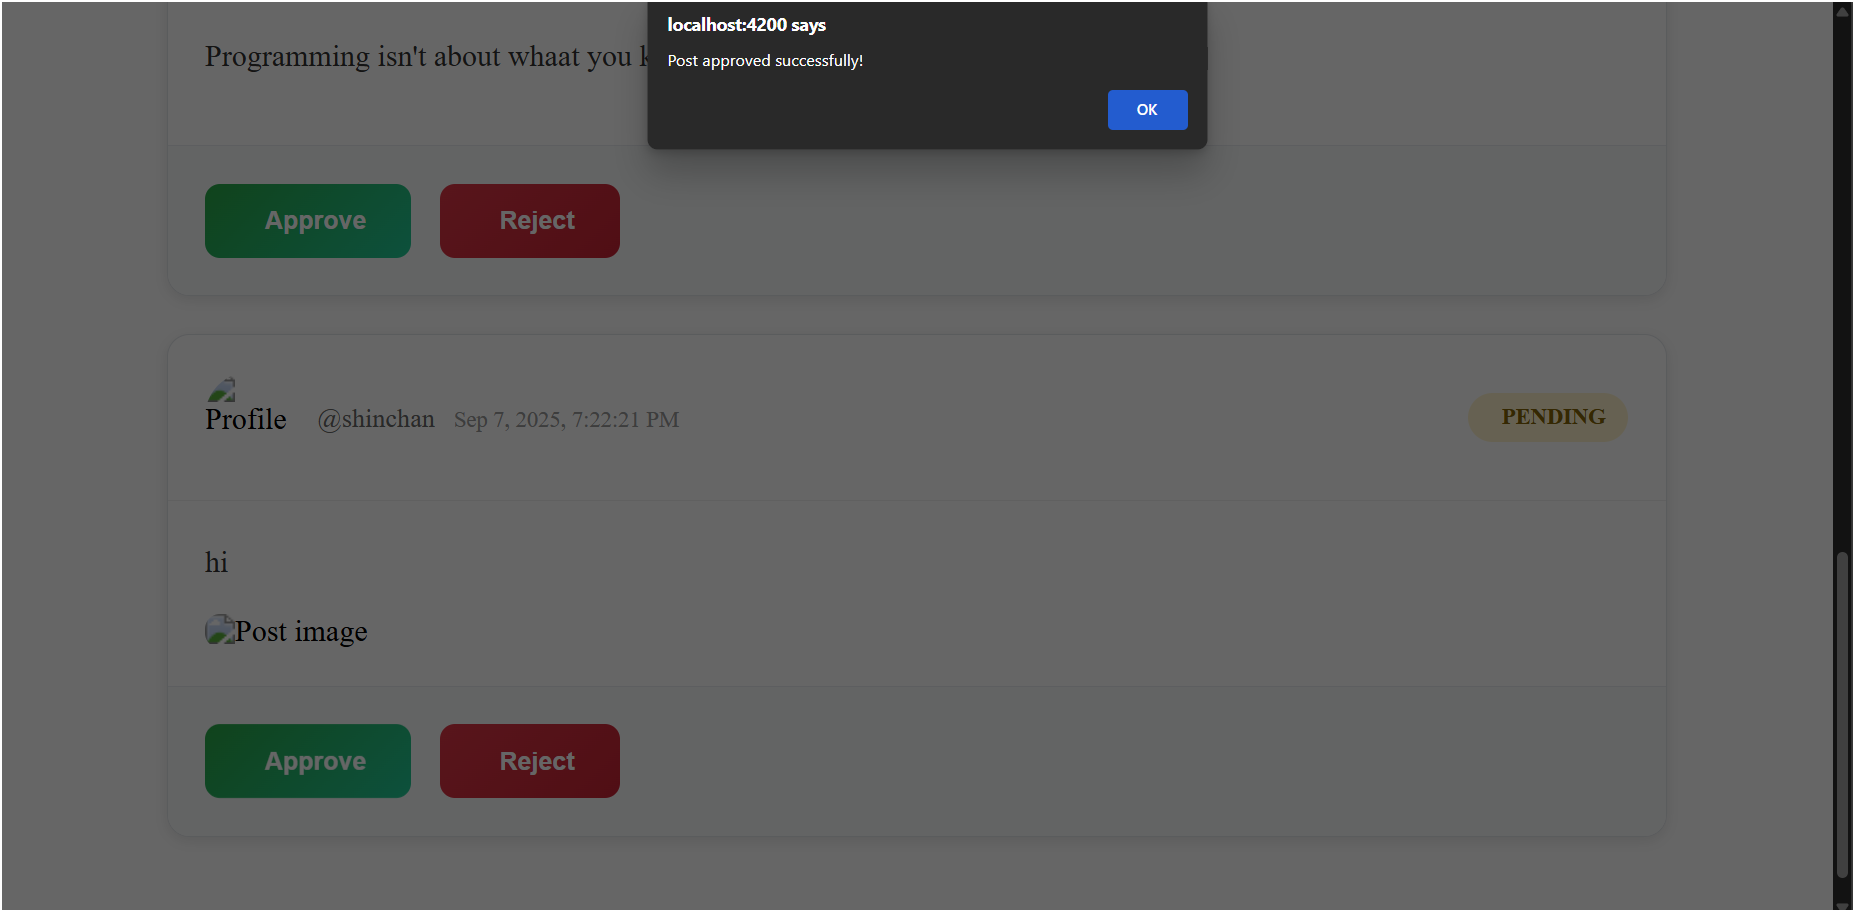 localhost:4200 says
Post approved successfully!
OK
Programming isn't about whaat you
Approve
Reject
Profile
@shinchan
Sep 7, 2025, 7:22:21 PM
PENDING
hi
Post image
Approve
Reject